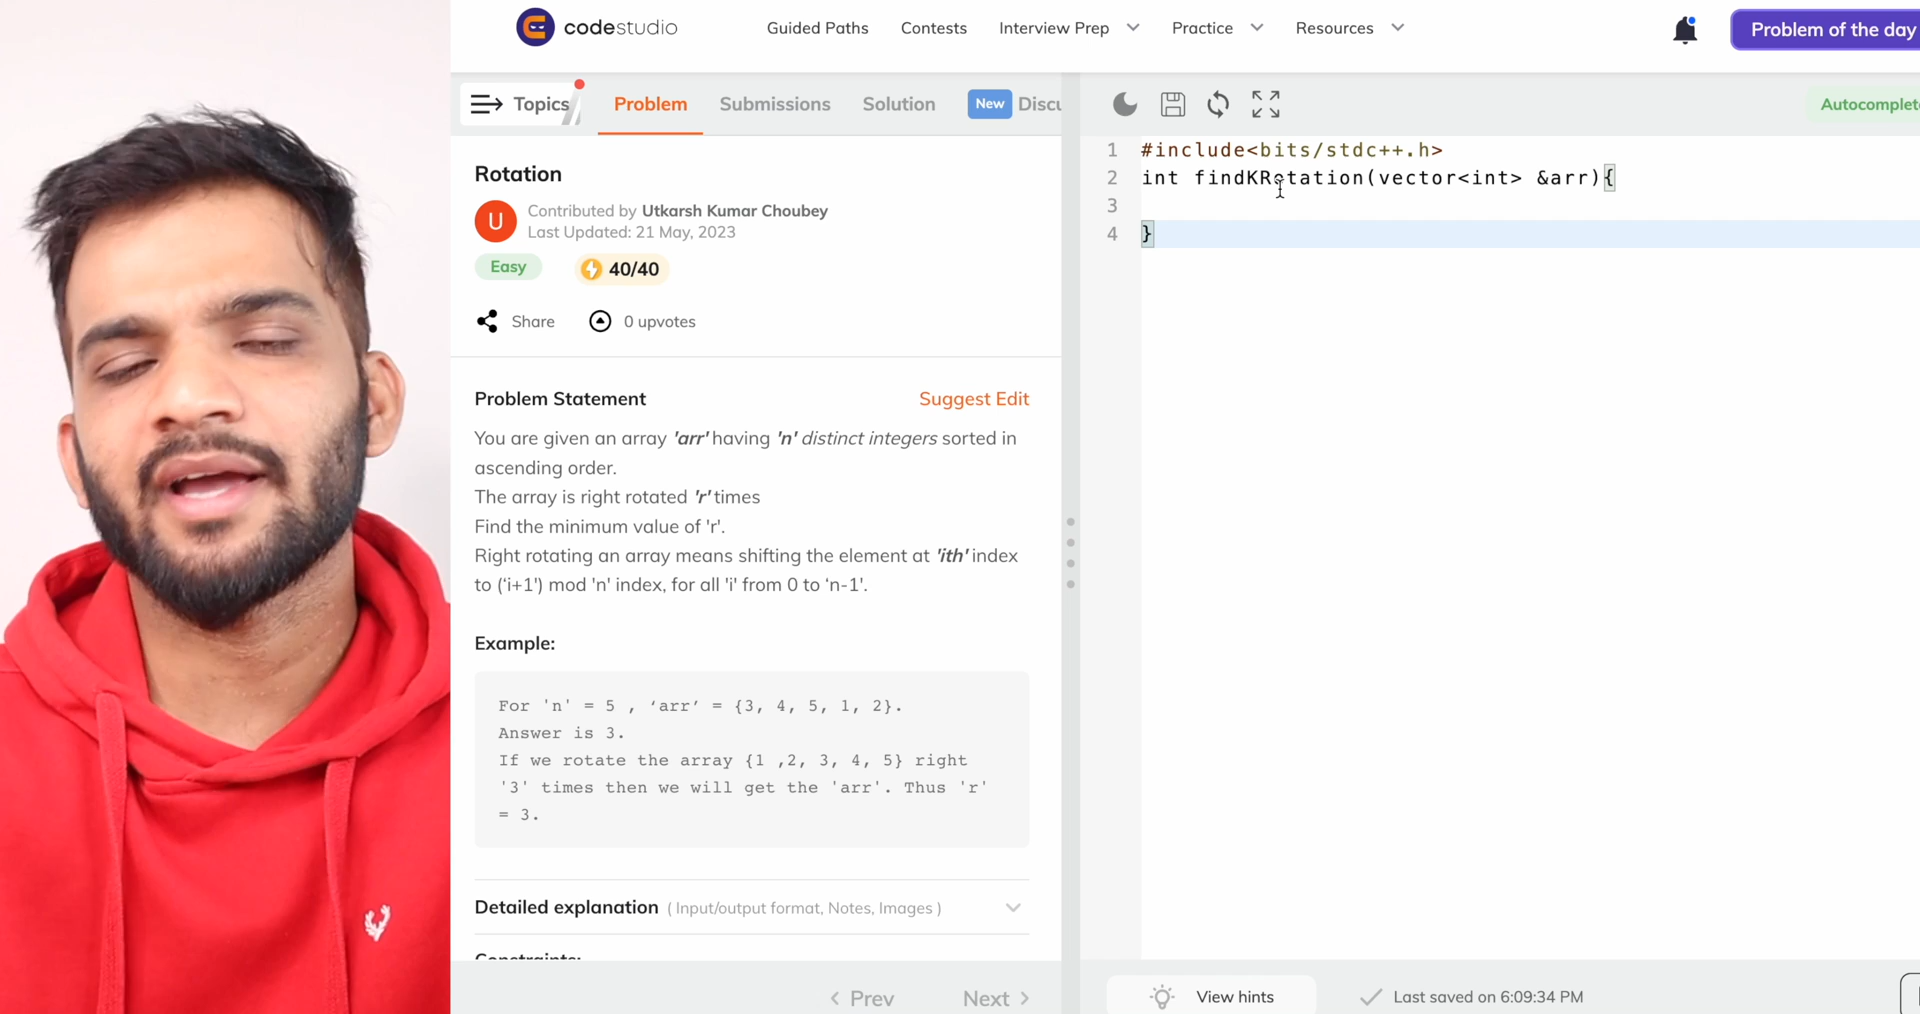 codestudio
Guided Paths
Contests
Interview Prep
Practice
Resources
Problem of the day
Topics
Problem
Submissions
Solution
New
Discu
Autocomplet
Rotation
U
Contributed by Utkarsh Kumar Choubey
Last Updated: 21 May, 2023
Easy
40/40
Share
0 upvotes
Problem Statement
Suggest Edit
You are given an array 'arr' having 'n' distinct integers sorted in
ascending order.
The array is right rotated 'r' times
Find the minimum value of 'r'.
Right rotating an array means shifting the element at 'ith' index
to ('i+1') mod 'n' index, for all 'i' from 0 to 'n-1'.
Example:
For 'n' = 5 , ‘arr’ = {3, 4, 5, 1, 2}.
Answer is 3.
If we rotate the array {1 ,2, 3, 4, 5} right
'3' times then we will get the 'arr'. Thus 'r'
= 3.
Detailed explanation ( Input/output format, Notes, Images )
Constraints:
Prev
Next
1 #include<bits/stdc++.h>
2 int findKRotation(vector<int> &arr){
3
4 }
View hints
Last saved on 6:09:34 PM